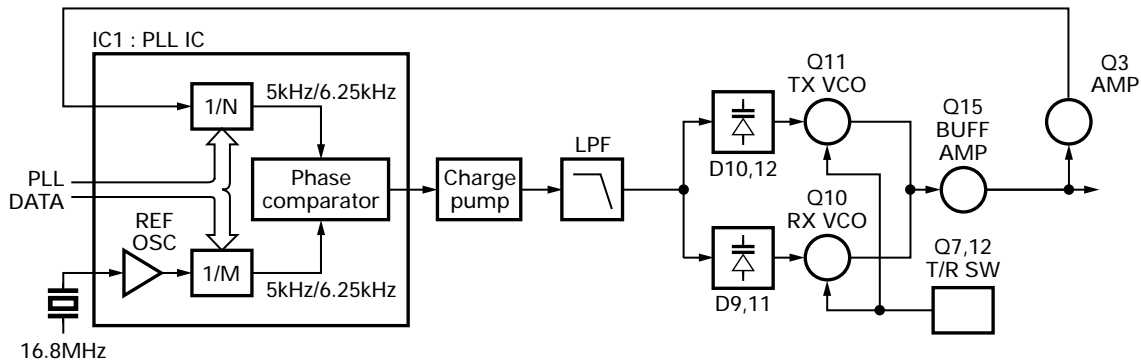 IC1 : PLL IC
1/N
5kHz/6.25kHz
PLL
DATA
REF
OSC
1/M
5kHz/6.25kHz
16.8MHz
Phase
comparator
Charge
pump
LPF
D10,12
D9,11
Q11
TX VCO
Q10
RX VCO
Q15
BUFF
AMP
Q3
AMP
Q7,12
T/R SW